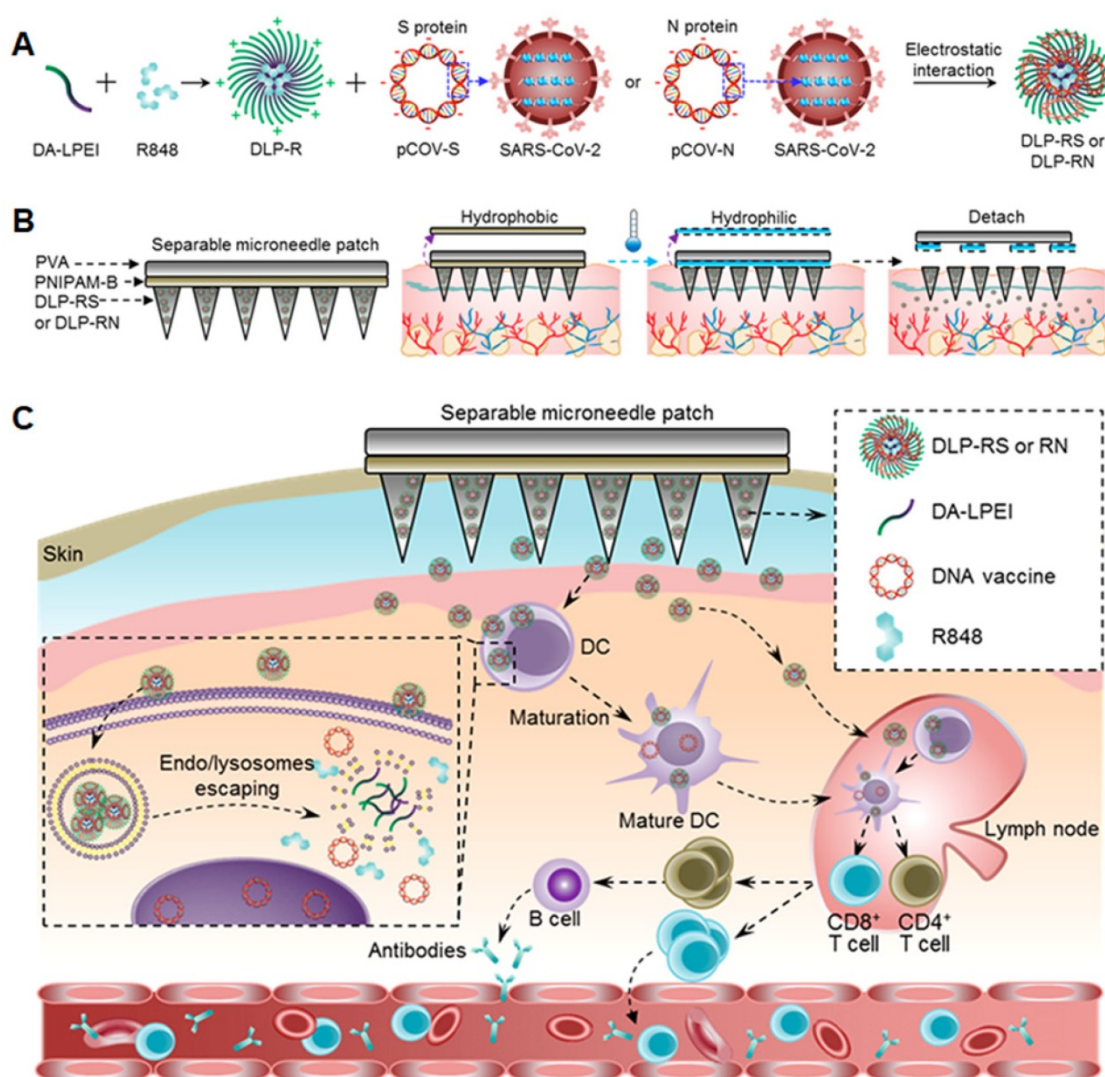 A
S protein
N protein
Electrostatic
interaction
or
DA-LPEI
R848
DLP-R
pCOV-S
SARS-CoV-2
pCOV-N
SARS-CoV-2
DLP-RS or
DLP-RN
B
Separable microneedle patch
PVA
PNIPAM-B
DLP-RS
or DLP-RN
Hydrophobic
Hydrophilic
Detach
C
Separable microneedle patch
Skin
DLP-RS or RN
DA-LPEI
DNA vaccine
R848
DC
Maturation
Endo/lysosomes
escaping
Mature DC
Lymph node
CD8+
T cell
CD4+
T cell
B cell
Antibodies